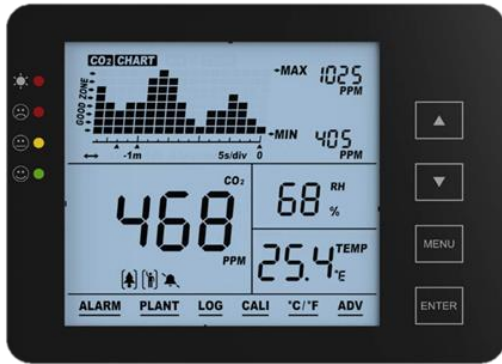 CO2 CHART
MAX 1025
PPM
GOOD ZONE
MIN 405
PPM
-1m 5s/div 0
CO2
468
PPM
68 RH
%
25.4 TEMP
°C
ALARM PLANT LOG CALI °C/°F ADV
MENU
ENTER